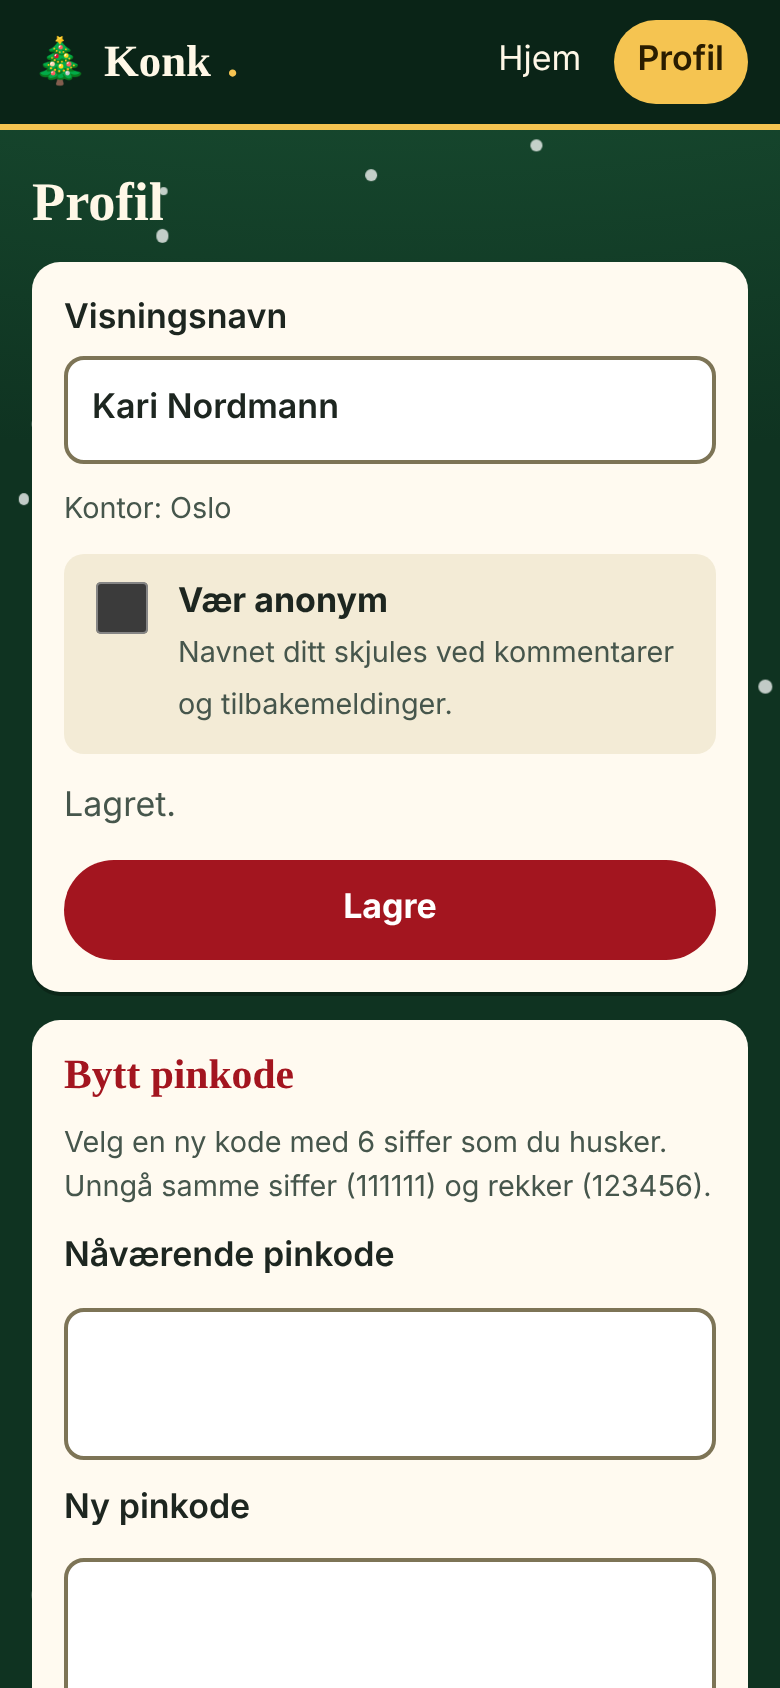 Konk .
Hjem
Profil
Profil
Visningsnavn
Kari Nordmann
Kontor: Oslo
Vær anonym
Navnet ditt skjules ved kommentarer
og tilbakemeldinger.
Lagret.
Lagre
Bytt pinkode
Velg en ny kode med 6 siffer som du husker.
Unngå samme siffer (111111) og rekker (123456).
Nåværende pinkode
Ny pinkode